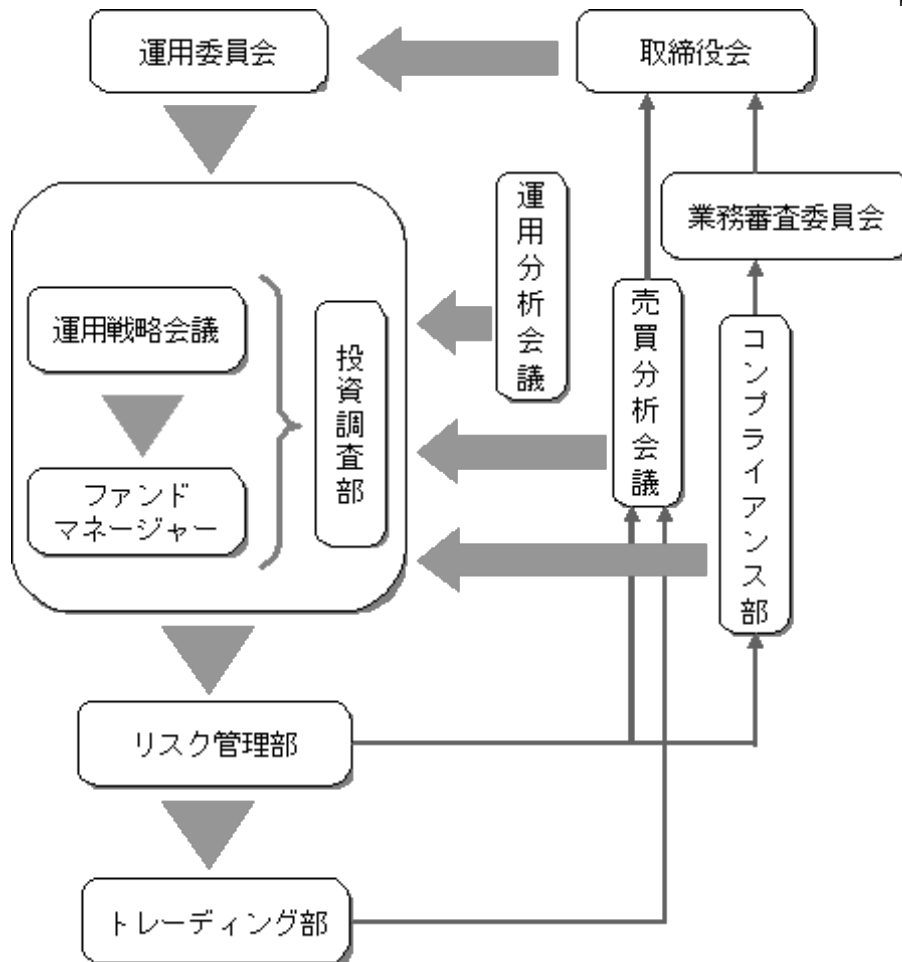 運用委員会
取締役会
運用分析会議
業務審査委員会
売買分析会議
運用戦略会議
投資調査部
コンプライアンス部
ファンド
マネージャー
リスク管理部
トレーディング部